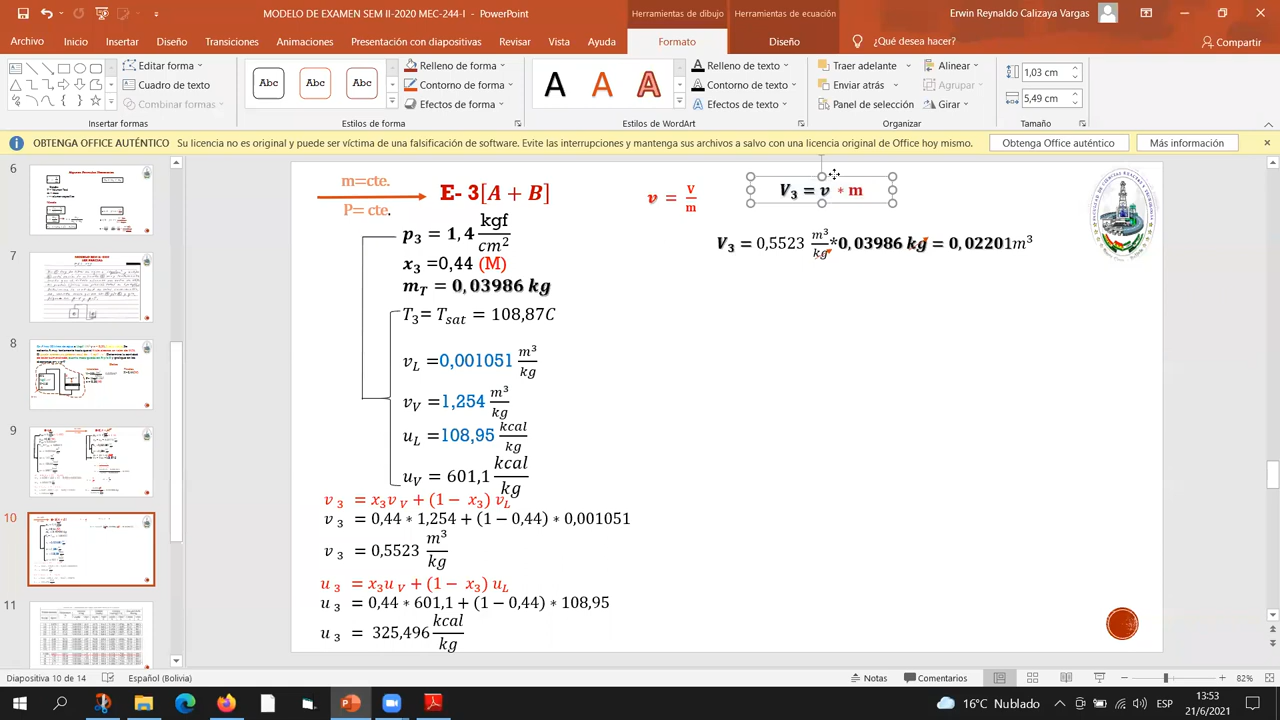 MODELO DE EXAMEN SEM II-2020 MEC-244-I - PowerPoint
Herramientas de dibujo
Herramientas de ecuación
Erwin Reynaldo Calizaya Vargas
Archivo Inicio Insertar Diseño Transiciones Animaciones Presentación con diapositivas Revisar Vista Ayuda Formato Diseño ¿Qué desea hacer? Compartir
Editar forma
Cuadro de texto
Combinar formas
Insertar formas
Abc Abc Abc
Relleno de forma
Contorno de forma
Efectos de forma
Estilos de forma
A A A
Relleno de texto
Contorno de texto
Efectos de texto
Estilos de WordArt
Traer adelante
Enviar atrás
Panel de selección
Alinear
Agrupar
Girar
Organizar
1,03 cm
5,49 cm
Tamaño
OBTENGA OFFICE AUTÉNTICO Su licencia no es original y puede ser víctima de una falsificación de software. Evite las interrupciones y mantenga sus archivos a salvo con una licencia original de Office hoy mismo. Obtenga Office auténtico Más información
6
7
8
9
10
11
m=cte.
P= cte.
E- 3[A + B]
v = V/m
V₃ = v * m
p₃ = 1,4 kgf/cm²
V₃ = 0,5523 m³/kg*0,03986 kg = 0,02201m³
x₃ =0,44 (M)
m_T = 0,03986 kg
T₃= T_sat = 108,87C
v_L =0,001051 m³/kg
v_V =1,254 m³/kg
u_L =108,95 kcal/kg
u_V = 601,1 kcal/kg
v ₃ = x₃v_V + (1 − x₃) v_L
v ₃ = 0,44 * 1,254 + (1 − 0,44) * 0,001051
v ₃ = 0,5523 m³/kg
u ₃ = x₃u_V + (1 − x₃) u_L
u ₃ = 0,44 * 601,1 + (1 − 0,44) * 108,95
u ₃ = 325,496 kcal/kg
Diapositiva 10 de 14
Español (Bolivia)
Notas
Comentarios
82%
16°C Nublado
ESP
13:53
21/6/2021